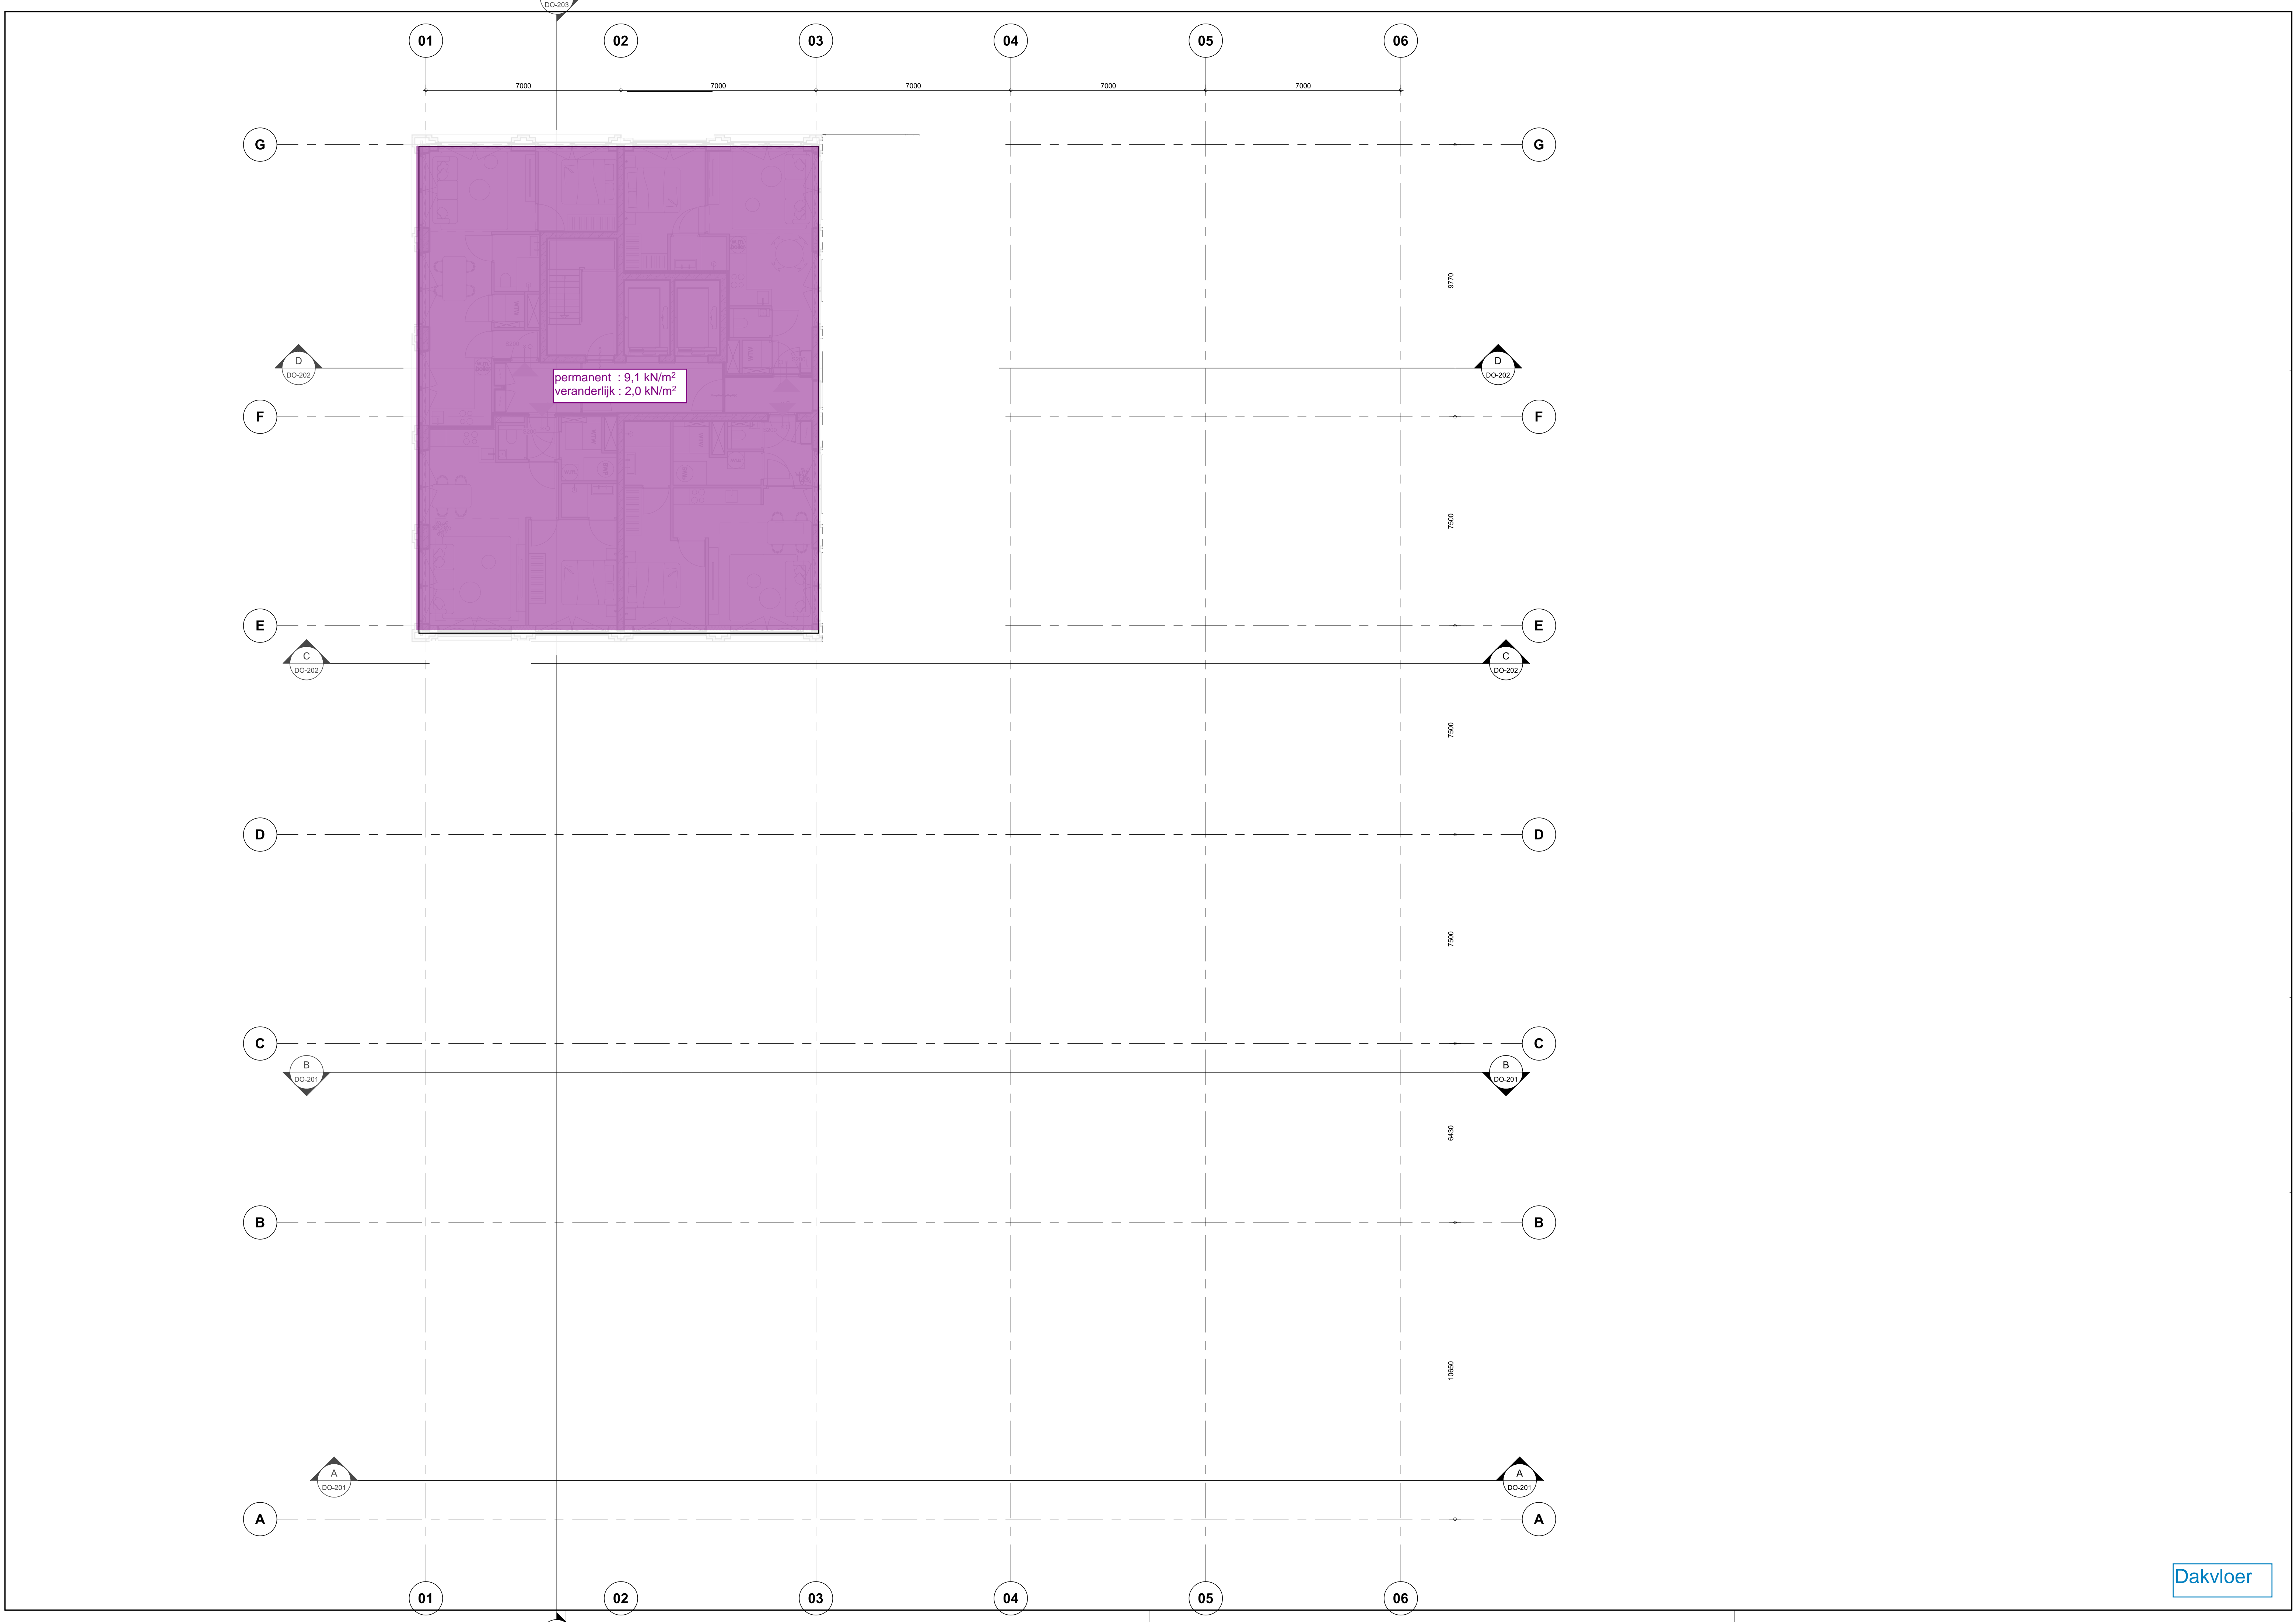 DO-203
01 02 03 04 05 06
7000 7000 7000 7000 7000
G G
9770
D D
DO-202 DO-202
permanent : 9,1 kN/m²
veranderlijk : 2,0 kN/m²
F F
7500
E E
C C
DO-202 DO-202
7500
D D
7500
C C
B B
DO-201 DO-201
6430
B B
10650
A A
DO-201 DO-201
A A
Dakvloer
01 02 03 04 05 06